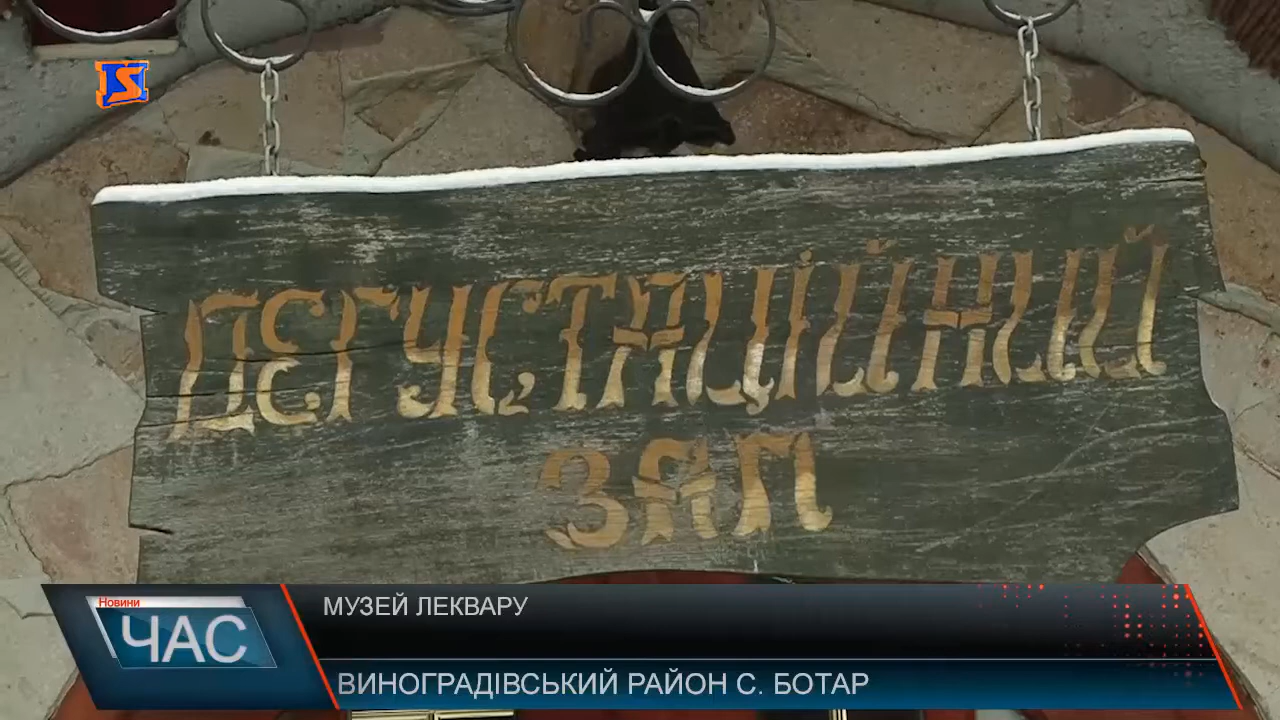 ДЕГУСТАЦІЙНИЙ
ЗАЛ
Новини
ЧАС
МУЗЕЙ ЛЕКВАРУ
ВИНОГРАДІВСЬКИЙ РАЙОН С. БОТАР